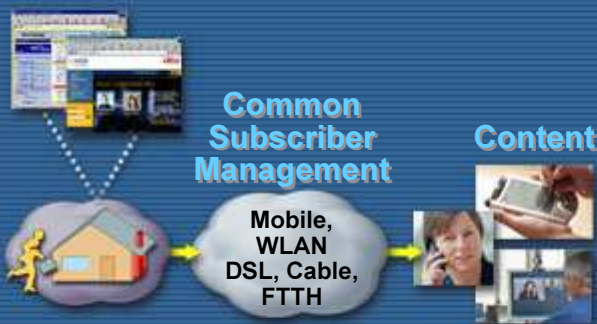 Common
Subscriber
Management
Content
Mobile,
WLAN
DSL, Cable,
FTTH